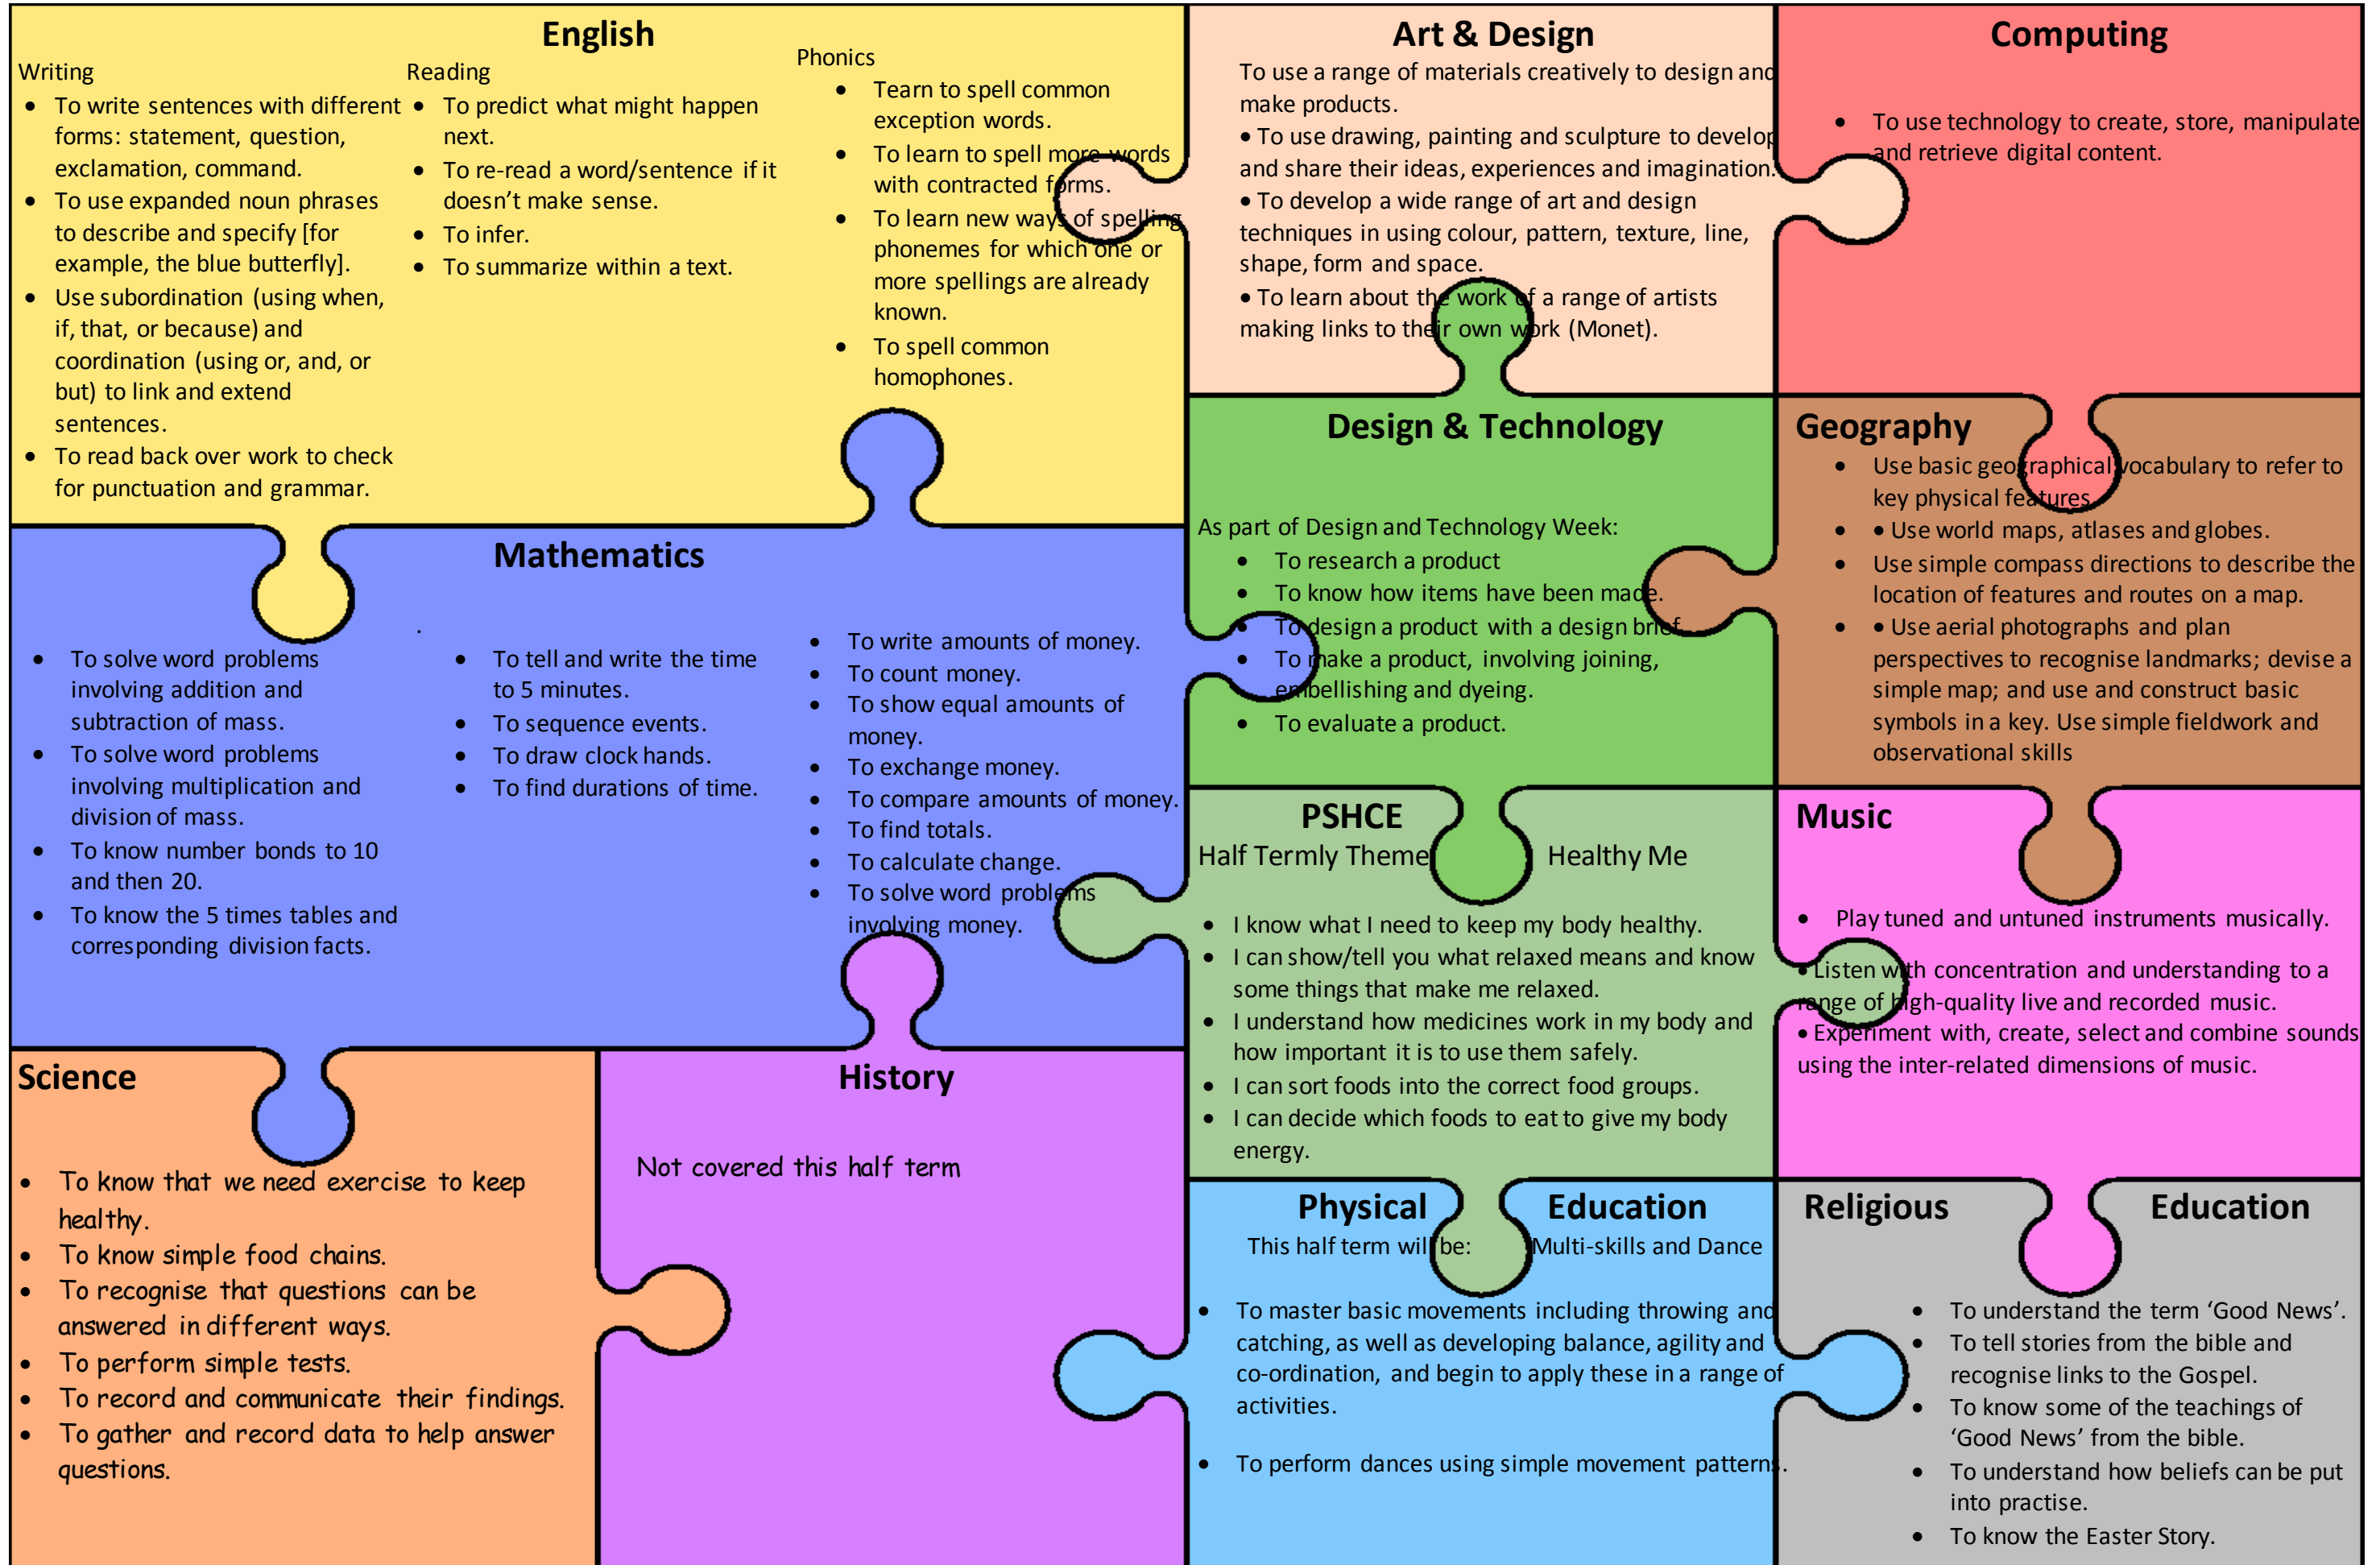 English
Writing
• To write sentences with different
forms: statement, question,
exclamation, command.
• To use expanded noun phrases
to describe and specify [for
example, the blue butterfly].
• Use subordination (using when,
if, that, or because) and
coordination (using or, and, or
but) to link and extend
sentences.
• To read back over work to check
for punctuation and grammar.
Reading
• To predict what might happen
next.
• To re-read a word/sentence if it
doesn’t make sense.
• To infer.
• To summarize within a text.
Phonics
• Tearn to spell common
exception words.
• To learn to spell more words
with contracted forms.
• To learn new ways of spelling
phonemes for which one or
more spellings are already
known.
• To spell common
homophones.
Art & Design
To use a range of materials creatively to design and
make products.
• To use drawing, painting and sculpture to develop
and share their ideas, experiences and imagination.
• To develop a wide range of art and design
techniques in using colour, pattern, texture, line,
shape, form and space.
• To learn about the work of a range of artists
making links to their own work (Monet).
Computing
• To use technology to create, store, manipulate
and retrieve digital content.
Mathematics
.
• To solve word problems
involving addition and
subtraction of mass.
• To solve word problems
involving multiplication and
division of mass.
• To know number bonds to 10
and then 20.
• To know the 5 times tables and
corresponding division facts.
• To tell and write the time
to 5 minutes.
• To sequence events.
• To draw clock hands.
• To find durations of time.
• To write amounts of money.
• To count money.
• To show equal amounts of
money.
• To exchange money.
• To compare amounts of money.
• To find totals.
• To calculate change.
• To solve word problems
involving money.
Design & Technology
As part of Design and Technology Week:
• To research a product
• To know how items have been made.
• To design a product with a design brief
• To make a product, involving joining,
embellishing and dyeing.
• To evaluate a product.
Geography
• Use basic geographical vocabulary to refer to
key physical features
• • Use world maps, atlases and globes.
• Use simple compass directions to describe the
location of features and routes on a map.
• • Use aerial photographs and plan
perspectives to recognise landmarks; devise a
simple map; and use and construct basic
symbols in a key. Use simple fieldwork and
observational skills
PSHCE
Half Termly Theme Healthy Me
• I know what I need to keep my body healthy.
• I can show/tell you what relaxed means and know
some things that make me relaxed.
• I understand how medicines work in my body and
how important it is to use them safely.
• I can sort foods into the correct food groups.
• I can decide which foods to eat to give my body
energy.
Music
• Play tuned and untuned instruments musically.
• Listen with concentration and understanding to a
range of high-quality live and recorded music.
• Experiment with, create, select and combine sounds
using the inter-related dimensions of music.
Science
• To know that we need exercise to keep
healthy.
• To know simple food chains.
• To recognise that questions can be
answered in different ways.
• To perform simple tests.
• To record and communicate their findings.
• To gather and record data to help answer
questions.
History
Not covered this half term
Physical Education
This half term will be: Multi-skills and Dance
• To master basic movements including throwing and
catching, as well as developing balance, agility and
co-ordination, and begin to apply these in a range of
activities.
• To perform dances using simple movement patterns.
Religious Education
• To understand the term ‘Good News’.
• To tell stories from the bible and
recognise links to the Gospel.
• To know some of the teachings of
‘Good News’ from the bible.
• To understand how beliefs can be put
into practise.
• To know the Easter Story.